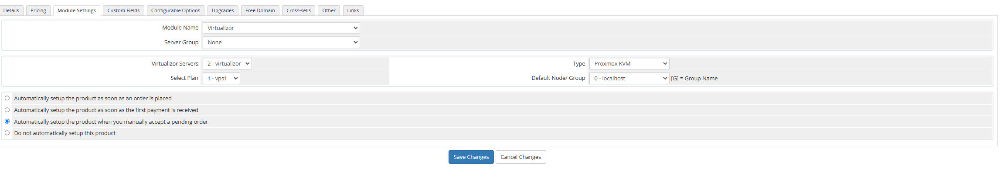 Details Pricing Module Settings Custom Fields Configurable Options Upgrades Free Domain Cross-sells Other Links
Module Name Virtualizor
Server Group None
Virtualizor Servers 2 - virtualizor Type Proxmox KVM
Select Plan 1 - vps1 Default Node/ Group 0 - localhost [G] = Group Name
Automatically setup the product as soon as an order is placed
Automatically setup the product as soon as the first payment is received
Automatically setup the product when you manually accept a pending order
Do not automatically setup this product
Save Changes Cancel Changes